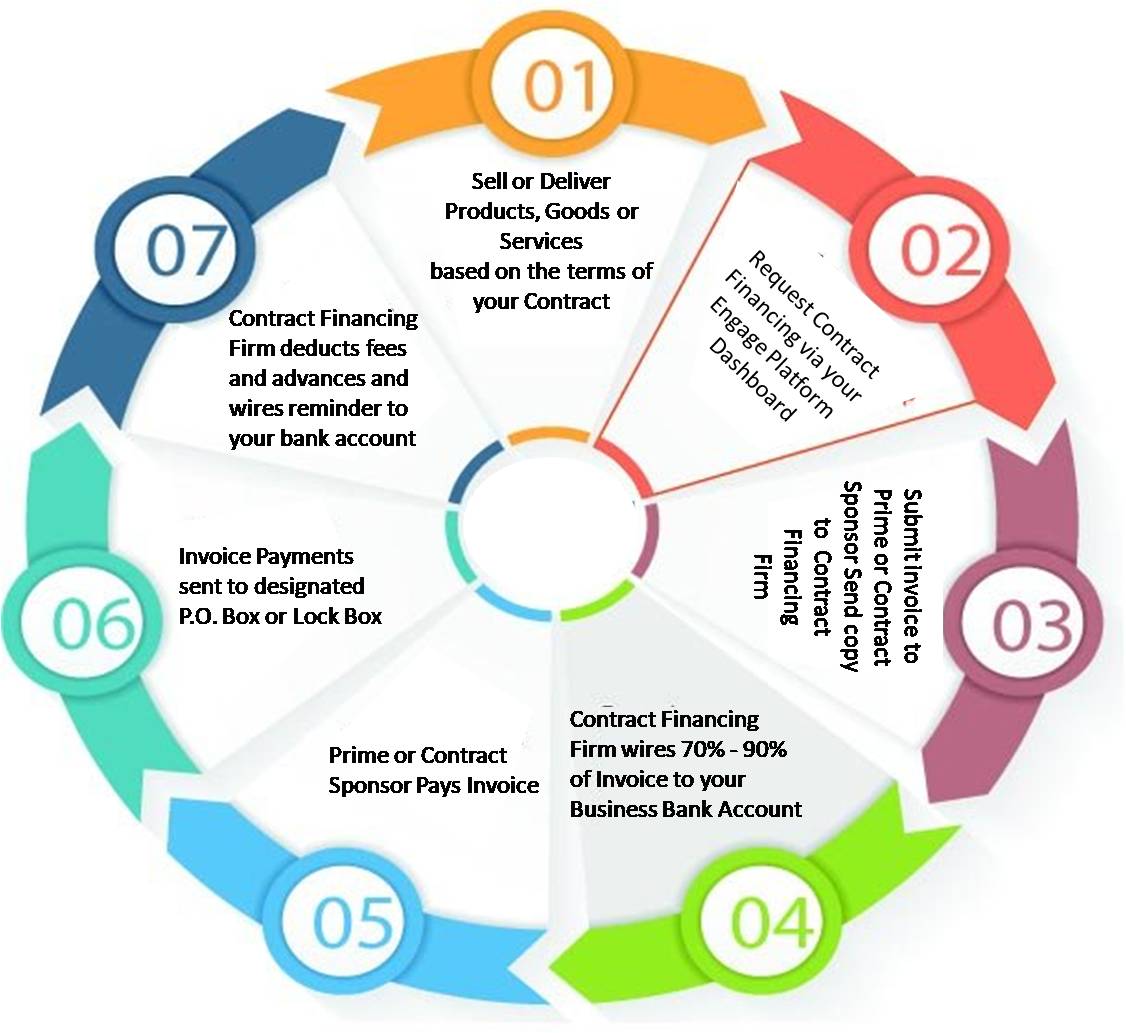 01
Sell or Deliver
Products, Goods or
Services
based on the terms of
your Contract
02
Request Contract
Financing via your
Engage Platform
Dashboard
03
Submit invoice to
Prime or Contract
Sponsor Send copy
to Contract
Financing
Firm
04
Contract Financing
Firm wires 70% - 90%
of Invoice to your
Business Bank Account
05
Prime or Contract
Sponsor Pays Invoice
06
Invoice Payments
sent to designated
P.O. Box or Lock Box
07
Contract Financing
Firm deducts fees
and advances and
wires reminder to
your bank account